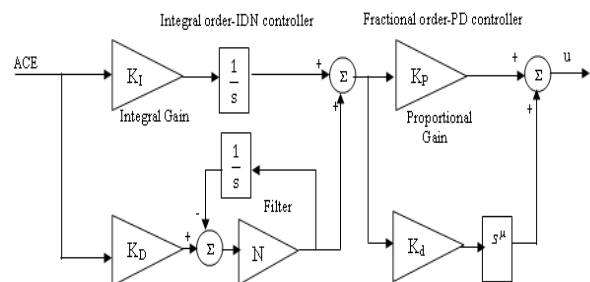 Integral order-IDN controller
Fractional order-PD controller
ACE
K_I
1/s
+
+
Σ
K_P
+
+
Σ
u
Integral Gain
Proportional Gain
1/s
Filter
-
K_D
+
Σ
N
K_d
s^μ